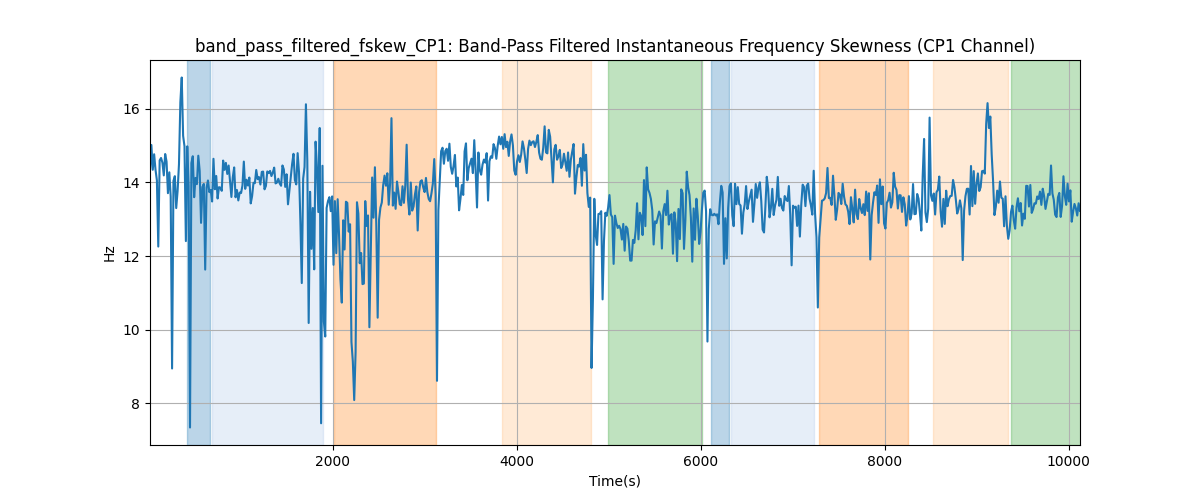 band_pass_filtered_fskew_CP1: Band-Pass Filtered Instantaneous Frequency Skewness (CP1 Channel)
16
14
12
10
8
Hz
2000 4000 6000 8000 10000
Time(s)